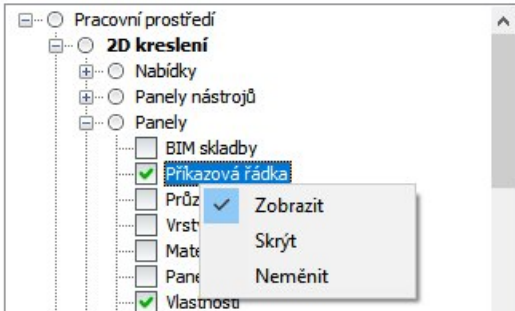 Pracovní prostředí
2D kreslení
Nabídky
Panely nástrojů
Panely
BIM skladby
Příkazová řádka
Zobrazit
Skrýt
Neměnit
Vlastnosti